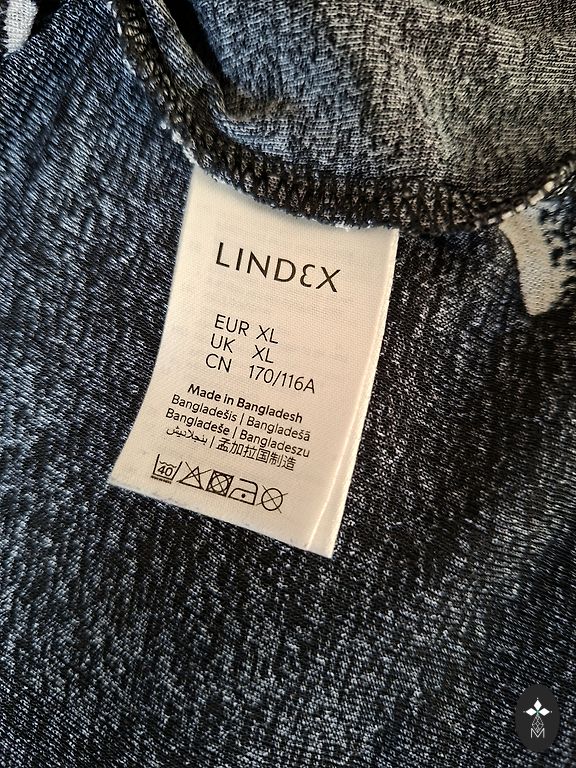 LINDEX
EUR XL
UK XL
CN 170/116A
Made in Bangladesh
Bangladešis | Bangladešā
Bangladeše | Bangladeszu
بنجلاديش / 孟加拉国制造
40
M